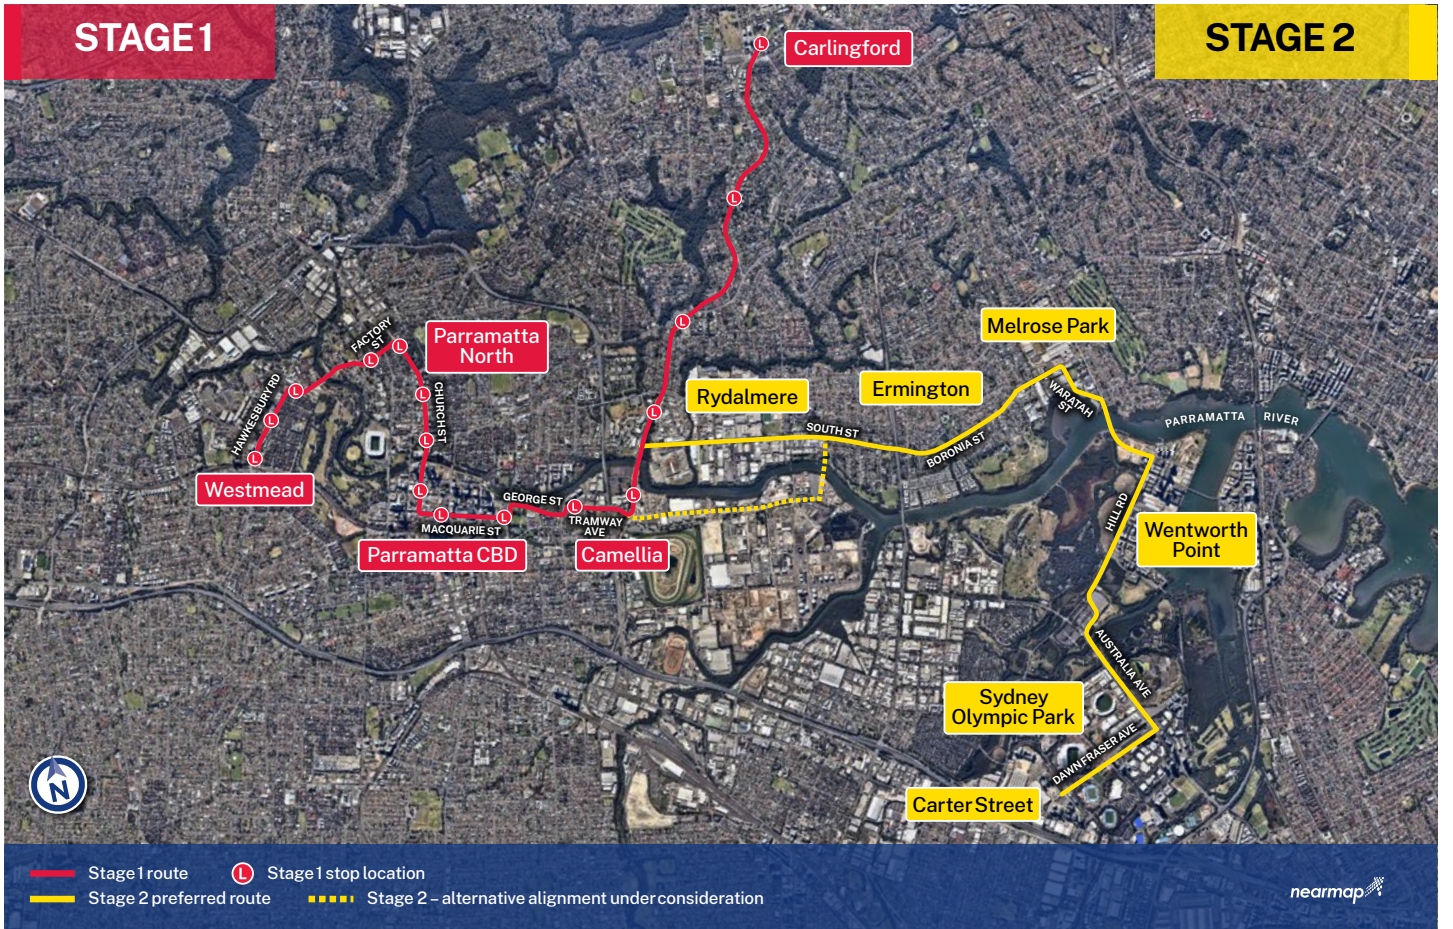 STAGE 1
STAGE 2
L
Carlingford
L
L
Melrose Park
FACTORY
ST
L
L
Parramatta
North
HAWKESBURY RD
L
L
L
CHURCH ST
L
L
L
Westmead
Rydalmere
Ermington
WARATAH
ST
PARRAMATTA RIVER
SOUTH ST
BORONIA ST
L
L
GEORGE ST
L
L
L
MACQUARIE ST
TRAMWAY
AVE
Parramatta CBD
Camellia
HILL RD
Wentworth
Point
AUSTRALIA AVE
Sydney
Olympic Park
DAWN FRASER AVE
Carter Street
N
Stage 1 route
L
Stage 1 stop location
Stage 2 preferred route
Stage 2 – alternative alignment under consideration
nearmap